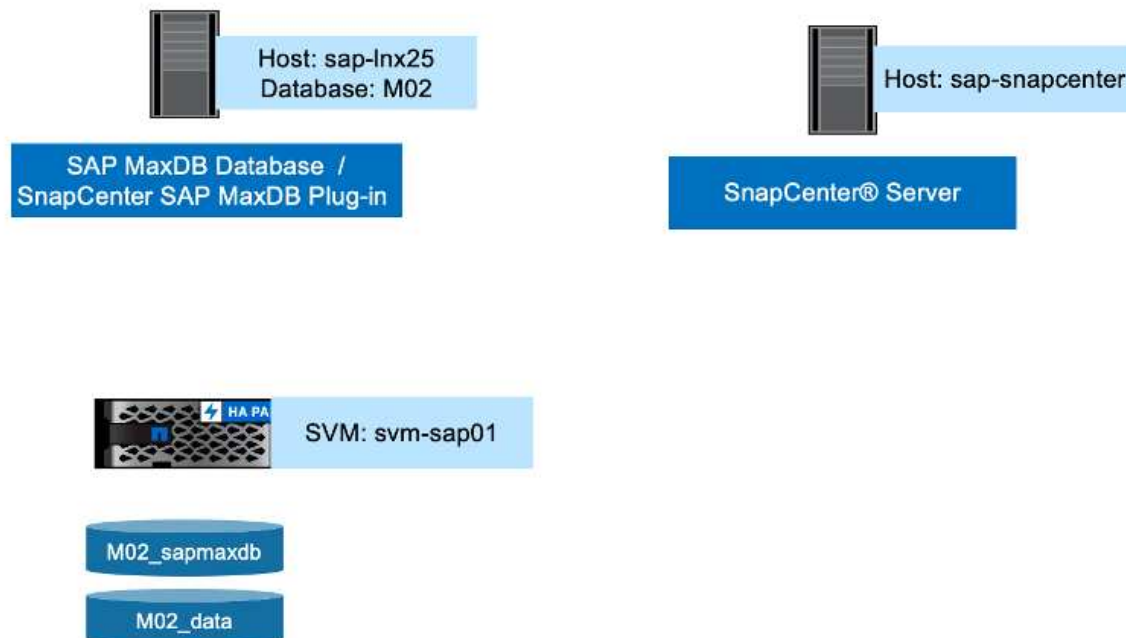 Host: sap-lnx25
Database: M02
Host: sap-snapcenter
SAP MaxDB Database /
SnapCenter SAP MaxDB Plug-in
SnapCenter® Server
HA PA
SVM: svm-sap01
M02_sapmaxdb
M02_data